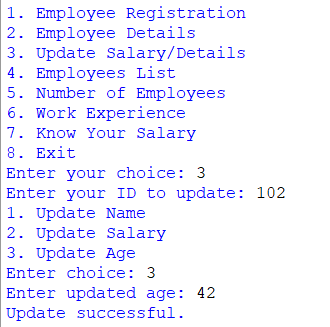 1. Employee Registration
2. Employee Details
3. Update Salary/Details
4. Employees List
5. Number of Employees
6. Work Experience
7. Know Your Salary
8. Exit
Enter your choice: 3
Enter your ID to update: 102
1. Update Name
2. Update Salary
3. Update Age
Enter choice: 3
Enter updated age: 42
Update successful.